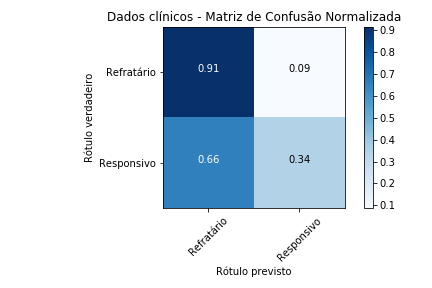 Dados clínicos - Matriz de Confusão Normalizada
Rótulo verdadeiro
Refratário
0.91
0.09
Responsivo
0.66
0.34
Refratário
Responsivo
Rótulo previsto
0.9
0.8
0.7
0.6
0.5
0.4
0.3
0.2
0.1